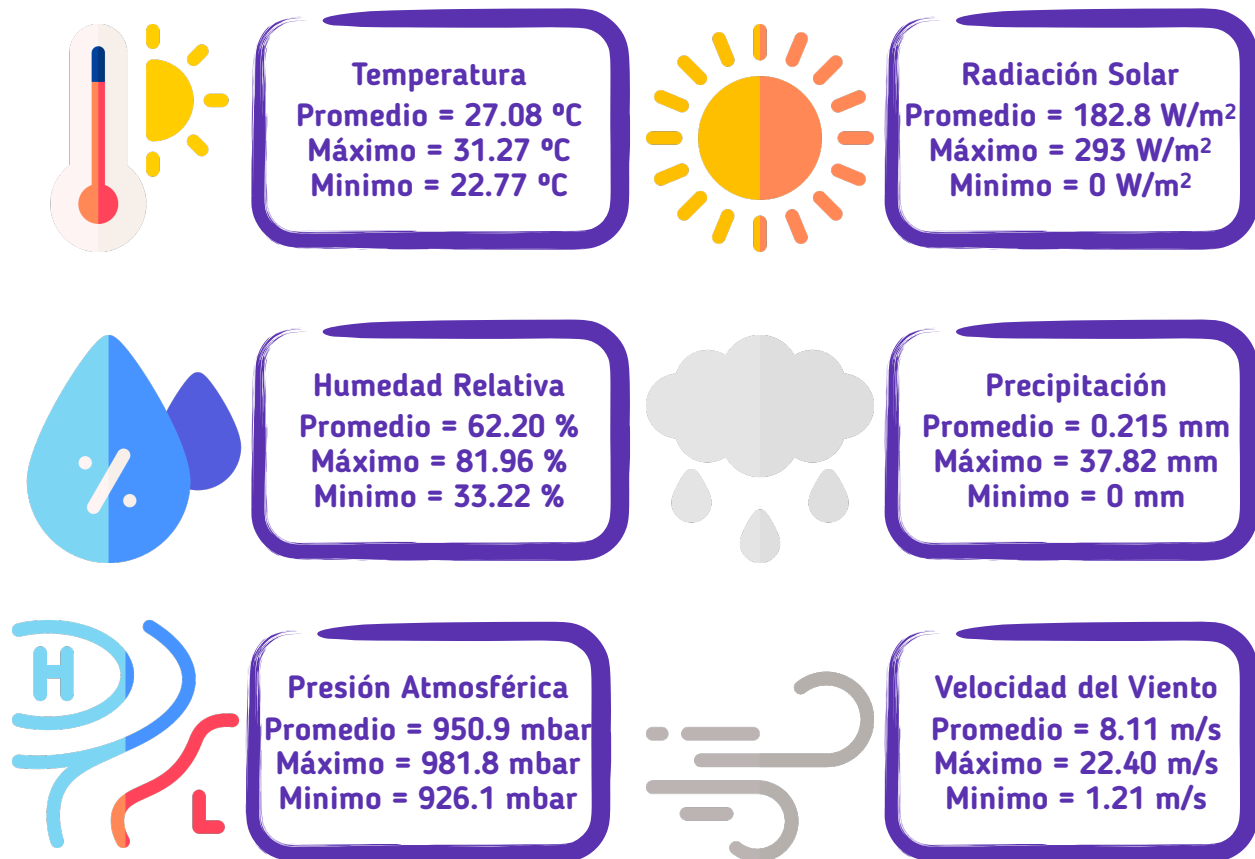 Temperatura
Promedio = 27.08 ºC
Máximo = 31.27 ºC
Minimo = 22.77 ºC
Radiación Solar
Promedio = 182.8 W/m²
Máximo = 293 W/m²
Minimo = 0 W/m²
Humedad Relativa
Promedio = 62.20 %
Máximo = 81.96 %
Minimo = 33.22 %
Precipitación
Promedio = 0.215 mm
Máximo = 37.82 mm
Minimo = 0 mm
H
L
Presión Atmosférica
Promedio = 950.9 mbar
Máximo = 981.8 mbar
Minimo = 926.1 mbar
Velocidad del Viento
Promedio = 8.11 m/s
Máximo = 22.40 m/s
Minimo = 1.21 m/s